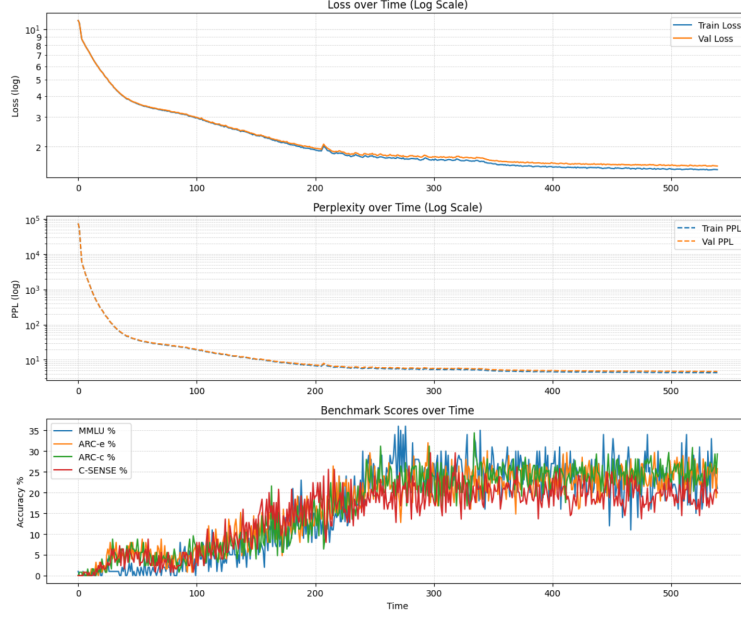 Loss over Time (Log Scale)
Loss (log)
10¹
9
8
7
6
5
4
3
2
0 100 200 300 400 500
Train Loss
Val Loss
Perplexity over Time (Log Scale)
PPL (log)
10⁵
10⁴
10³
10²
10¹
0 100 200 300 400 500
Train PPL
Val PPL
Benchmark Scores over Time
Accuracy %
35
30
25
20
15
10
5
0
MMLU %
ARC-e %
ARC-c %
C-SENSE %
0 100 200 300 400 500
Time